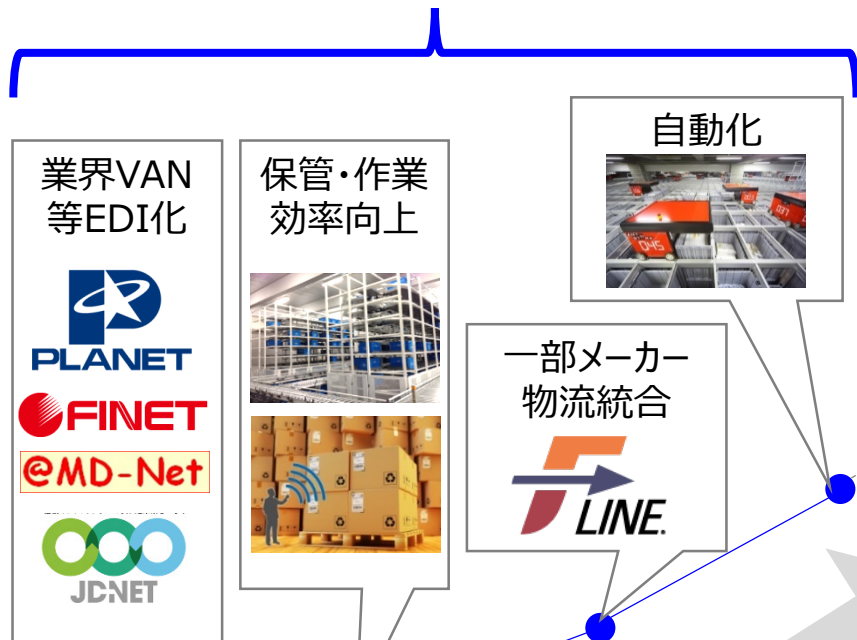 業界VAN
等EDI化
PLANET
FINET
@MD-Net
JD-NET
保管・作業
効率向上
一部メーカー
物流統合
F
LINE.
自動化
045
LEO